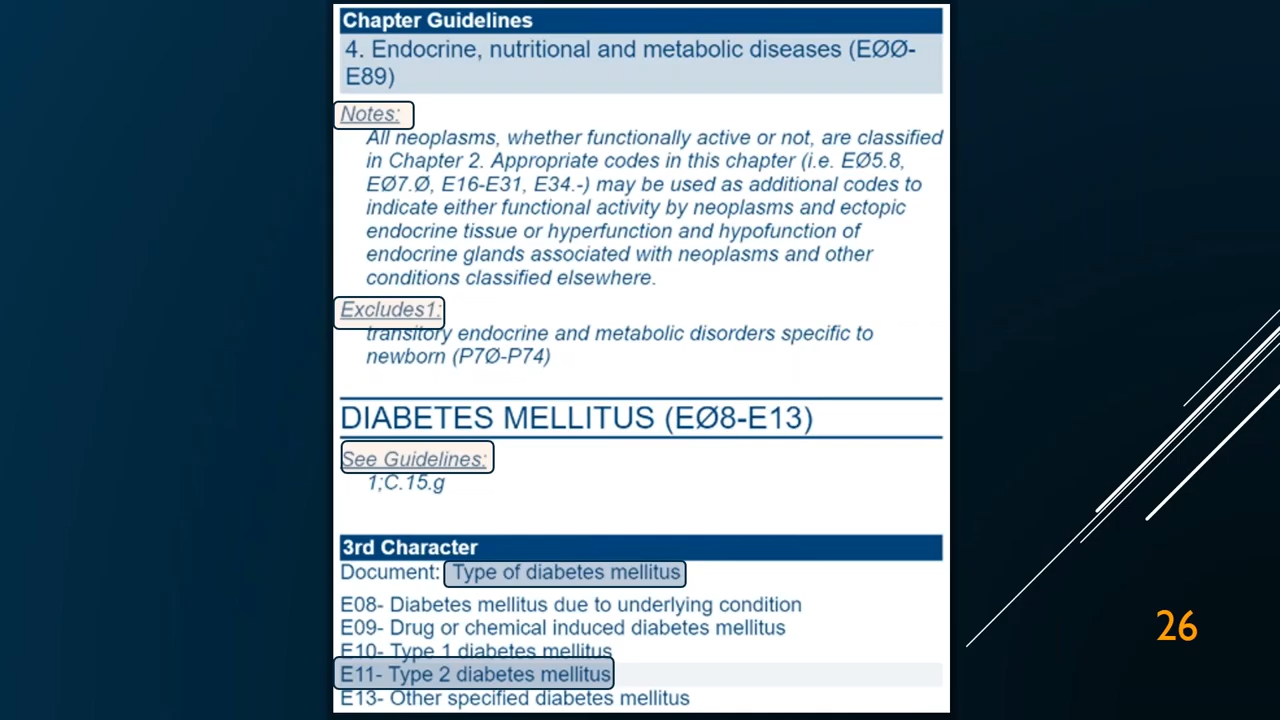 Chapter Guidelines
4. Endocrine, nutritional and metabolic diseases (EØØ-
E89)
Notes:
All neoplasms, whether functionally active or not, are classified
in Chapter 2. Appropriate codes in this chapter (i.e. EØ5.8,
EØ7.Ø, E16-E31, E34.-) may be used as additional codes to
indicate either functional activity by neoplasms and ectopic
endocrine tissue or hyperfunction and hypofunction of
endocrine glands associated with neoplasms and other
conditions classified elsewhere.
Excludes1:
transitory endocrine and metabolic disorders specific to
newborn (P7Ø-P74)
DIABETES MELLITUS (EØ8-E13)
See Guidelines:
1;C.15.g
3rd Character
Document: Type of diabetes mellitus
E08- Diabetes mellitus due to underlying condition
E09- Drug or chemical induced diabetes mellitus
E10- Type 1 diabetes mellitus
E11- Type 2 diabetes mellitus
E13- Other specified diabetes mellitus
26